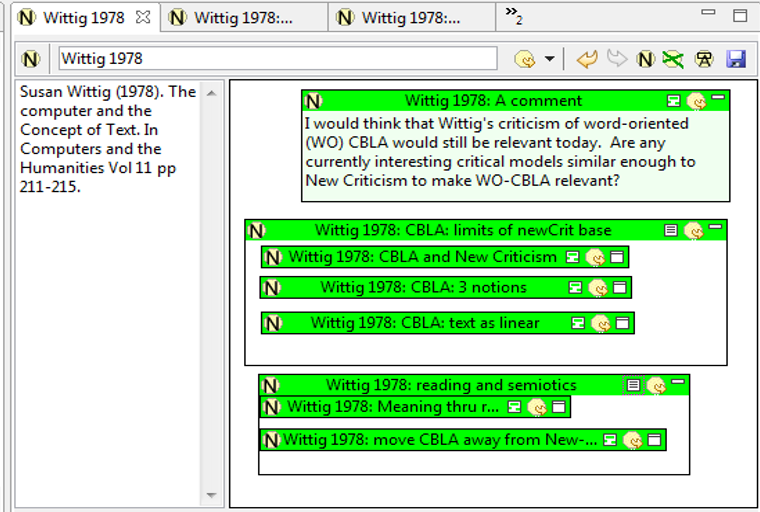 Wittig 1978
Wittig 1978:...
Wittig 1978:...
»2
N Wittig 1978
Susan Wittig (1978). The
computer and the
Concept of Text. In
Computers and the
Humanities Vol 11 pp
211-215.
N Wittig 1978: A comment
I would think that Wittig's criticism of word-oriented
(WO) CBLA would still be relevant today. Are any
currently interesting critical models similar enough to
New Criticism to make WO-CBLA relevant?
N Wittig 1978: CBLA: limits of newCrit base
N Wittig 1978: CBLA and New Criticism
N Wittig 1978: CBLA: 3 notions
N Wittig 1978: CBLA: text as linear
N Wittig 1978: reading and semiotics
N Wittig 1978: Meaning thru r...
N Wittig 1978: move CBLA away from New-...